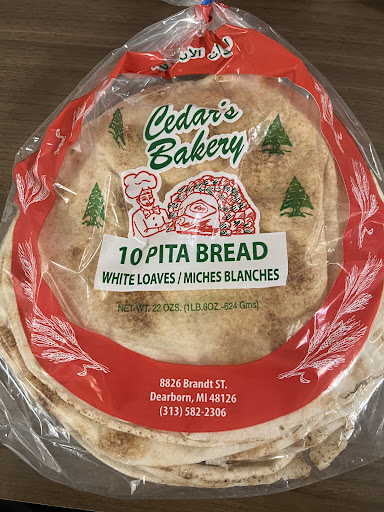 Cedar's
Bakery
10 PITA BREAD
WHITE LOAVES / MICHES BLANCHES
NET WT. 22 OZS. (1LB.6OZ.-624 Gms)
8826 Brandt ST.
Dearborn, MI 48126
(313) 582-2306